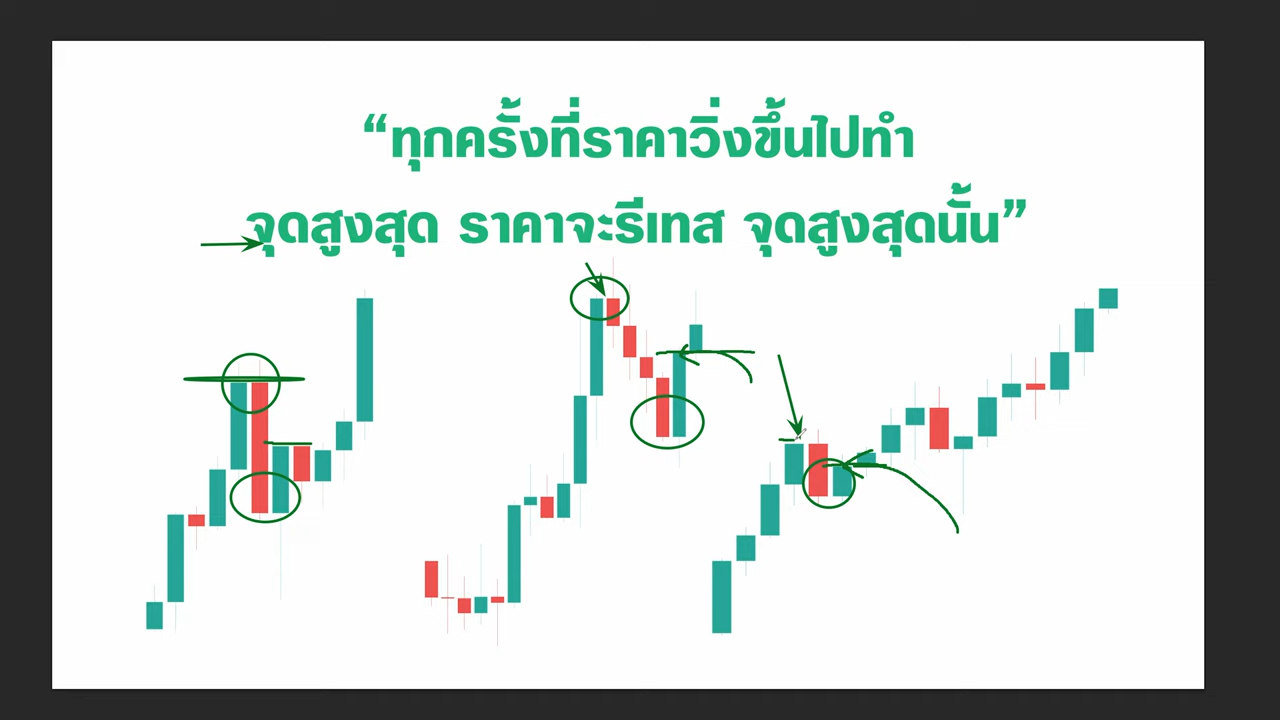 “ทุกครั้งที่ราคาวิ่งขึ้นไปทำ
จุดสูงสุด ราคาจะรีเทส จุดสูงสุดนั้น”